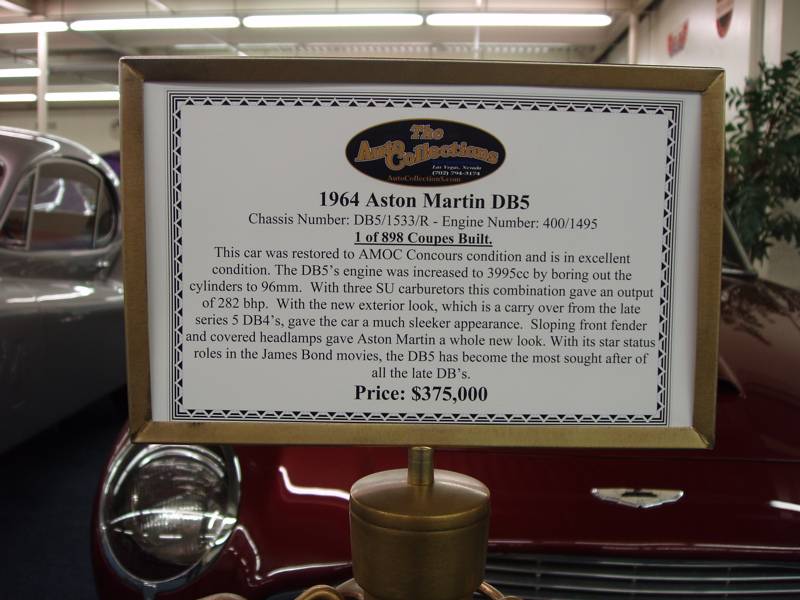 The
AutoCollections
Las Vegas, Nevada
(702) 794-3174
AutoCollectionS.com
1964 Aston Martin DB5
Chassis Number: DB5/1533/R - Engine Number: 400/1495
1 of 898 Coupes Built.
This car was restored to AMOC Concours condition and is in excellent
condition. The DB5's engine was increased to 3995cc by boring out the
cylinders to 96mm. With three SU carburetors this combination gave an output
of 282 bhp. With the new exterior look, which is a carry over from the late
series 5 DB4's, gave the car a much sleeker appearance. Sloping front fender
and covered headlamps gave Aston Martin a whole new look. With its star status
roles in the James Bond movies, the DB5 has become the most sought after of
all the late DB's.
Price: $375,000